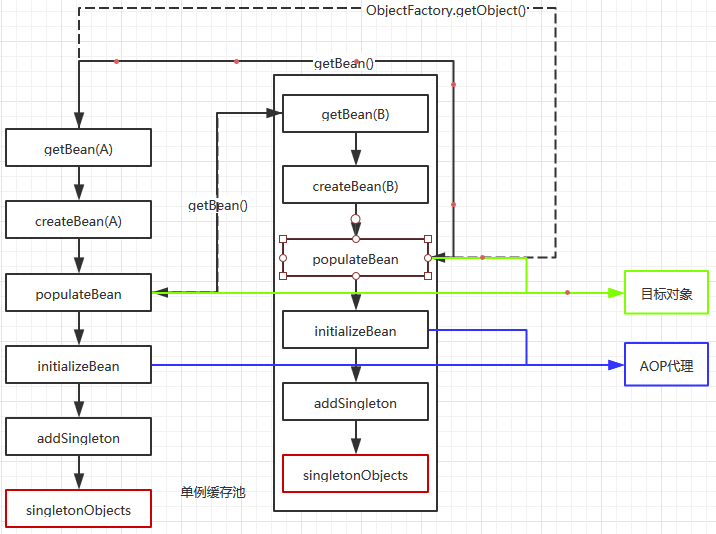 ObjectFactory.getObject()
getBean()
getBean(A)
createBean(A)
populateBean
initializeBean
addSingleton
singletonObjects
getBean()
getBean(B)
createBean(B)
populateBean
initializeBean
addSingleton
singletonObjects
单例缓存池
目标对象
AOP代理